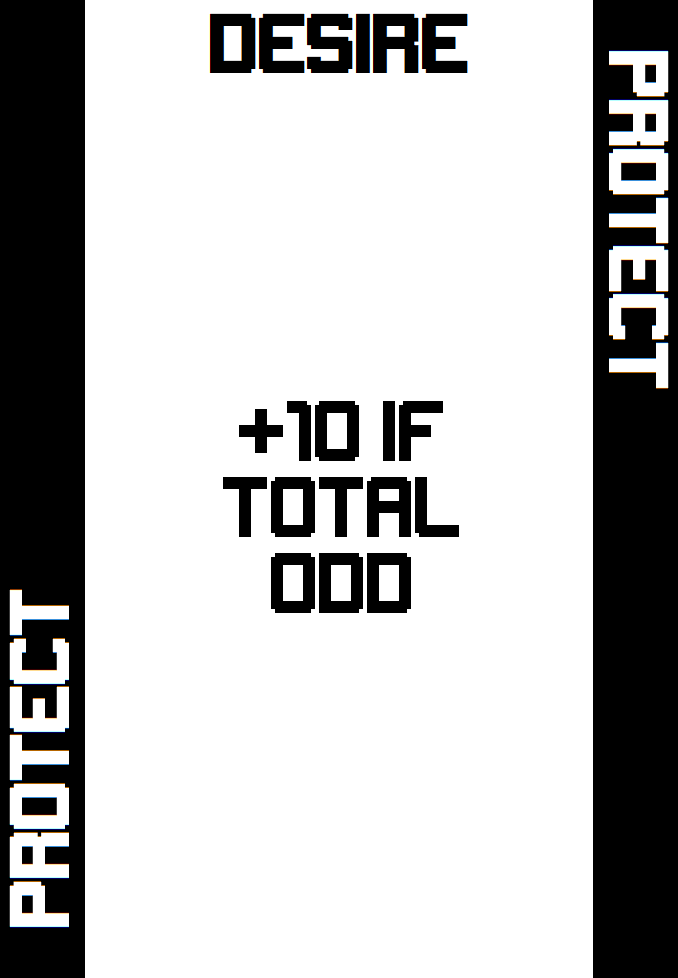 DESIRE
PROTECT
+10 IF
TOTAL
ODD
PROTECT